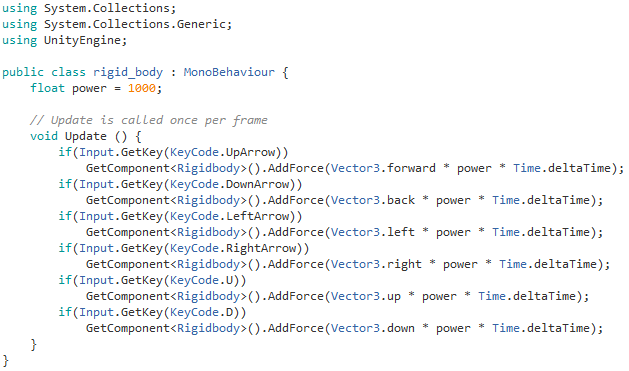 using System.Collections;
using System.Collections.Generic;
using UnityEngine;

public class rigid_body : MonoBehaviour {
    float power = 1000;

    // Update is called once per frame
    void Update () {
        if(Input.GetKey(KeyCode.UpArrow))
            GetComponent<Rigidbody>().AddForce(Vector3.forward * power * Time.deltaTime);
        if(Input.GetKey(KeyCode.DownArrow))
            GetComponent<Rigidbody>().AddForce(Vector3.back * power * Time.deltaTime);
        if(Input.GetKey(KeyCode.LeftArrow))
            GetComponent<Rigidbody>().AddForce(Vector3.left * power * Time.deltaTime);
        if(Input.GetKey(KeyCode.RightArrow))
            GetComponent<Rigidbody>().AddForce(Vector3.right * power * Time.deltaTime);
        if(Input.GetKey(KeyCode.U))
            GetComponent<Rigidbody>().AddForce(Vector3.up * power * Time.deltaTime);
        if(Input.GetKey(KeyCode.D))
            GetComponent<Rigidbody>().AddForce(Vector3.down * power * Time.deltaTime);
    }
}